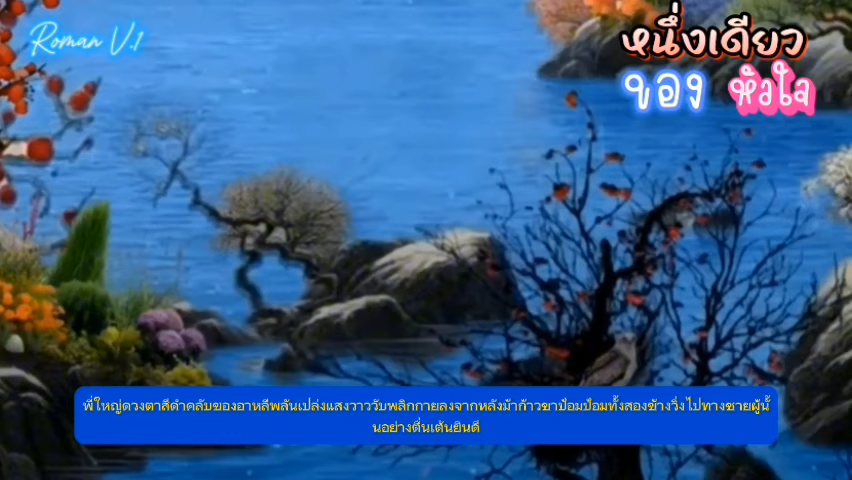 Roman V.1
หนึ่งเดียว
ของ หัวใจ
พี่ใหญ่ดวงตาสีดำคลับของอาหลีพลันเปล่งแสงวาววับพลิกกายลงจากหลังม้าก้าวขาป้อมป้อมทั้งสองข้างวิ่งไปทางชายผู้นั้
นอย่างตื่นเต้นยินดี